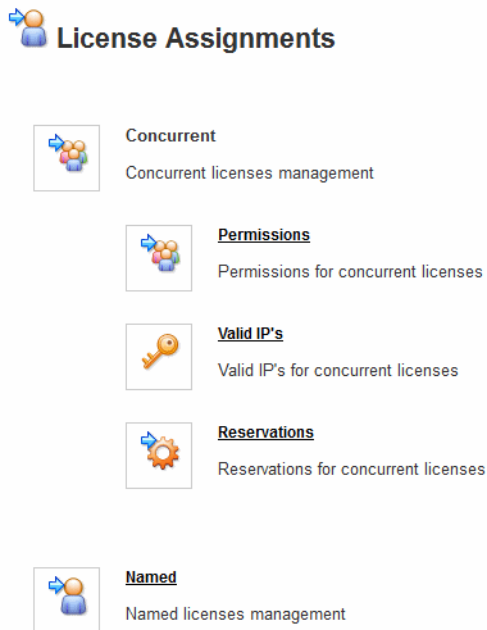 License Assignments
Concurrent
Concurrent licenses management
Permissions
Permissions for concurrent licenses
Valid IP's
Valid IP's for concurrent licenses
Reservations
Reservations for concurrent licenses
Named
Named licenses management